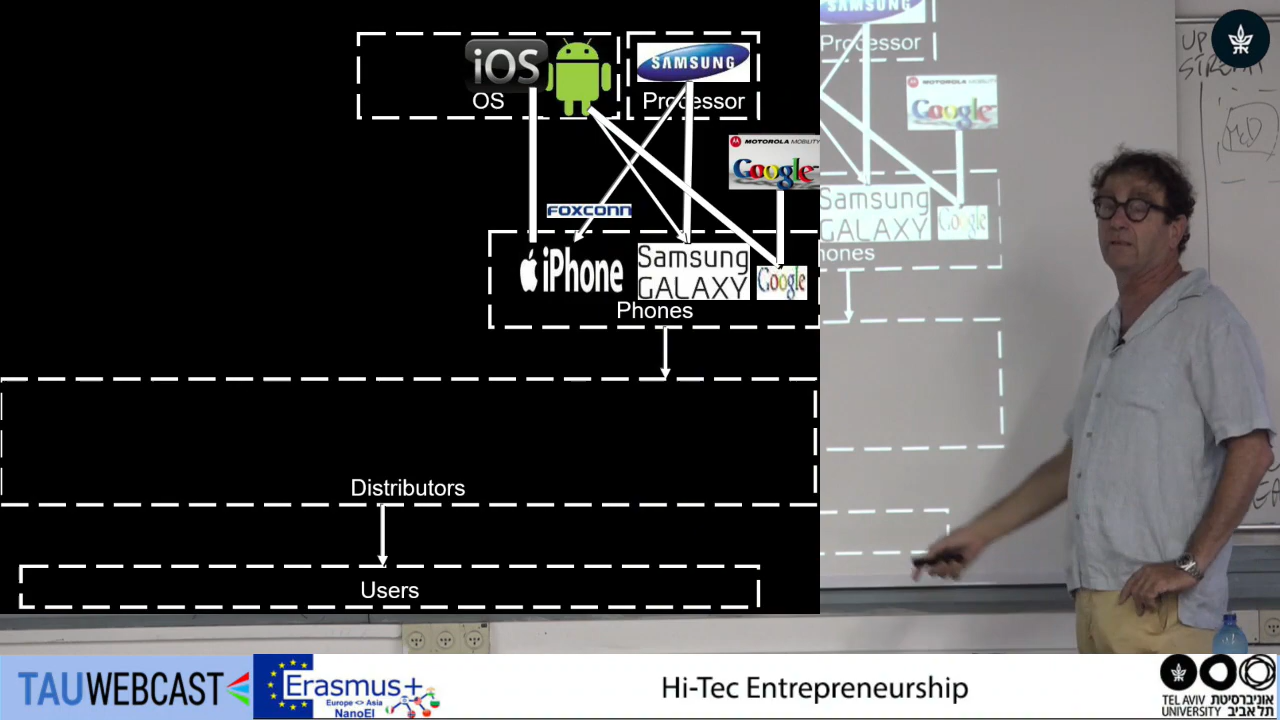 iOS
OS
SAMSUNG
Processor
MOTOROLA MOBILITY
Google
FOXCONN
iPhone
Samsung
GALAXY
Google
Phones
Distributors
Users
SAMSUNG
Processor
MOTOROLA MOBILITY
Google
Samsung
GALAXY
Google
hones
UP
STREAM
TAUWEBCAST
Erasmus+
Europe <> Asia
NanoEl
Hi-Tec Entrepreneurship
TEL AVIV אוניברסיטת
UNIVERSITY תל אביב